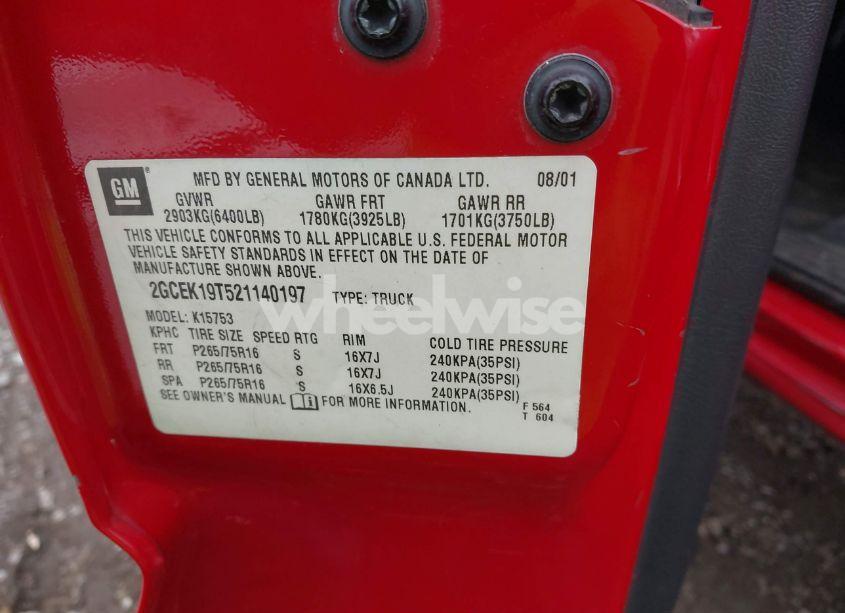 GM
MFD BY GENERAL MOTORS OF CANADA LTD. 08/01
GVWR GAWR FRT GAWR RR
2903KG(6400LB) 1780KG(3925LB) 1701KG(3750LB)
THIS VEHICLE CONFORMS TO ALL APPLICABLE U.S. FEDERAL MOTOR
VEHICLE SAFETY STANDARDS IN EFFECT ON THE DATE OF
MANUFACTURE SHOWN ABOVE.
2GCEK19T521140197 TYPE: TRUCK
wheelwise
MODEL: K15753
KPHC TIRE SIZE SPEED RTG RIM COLD TIRE PRESSURE
FRT P265/75R16 S 16X7J 240KPA(35PSI)
RR P265/75R16 S 16X7J 240KPA(35PSI)
SPA P265/75R16 S 16X6.5J 240KPA(35PSI)
SEE OWNER'S MANUAL FOR MORE INFORMATION.
F 564
T 604